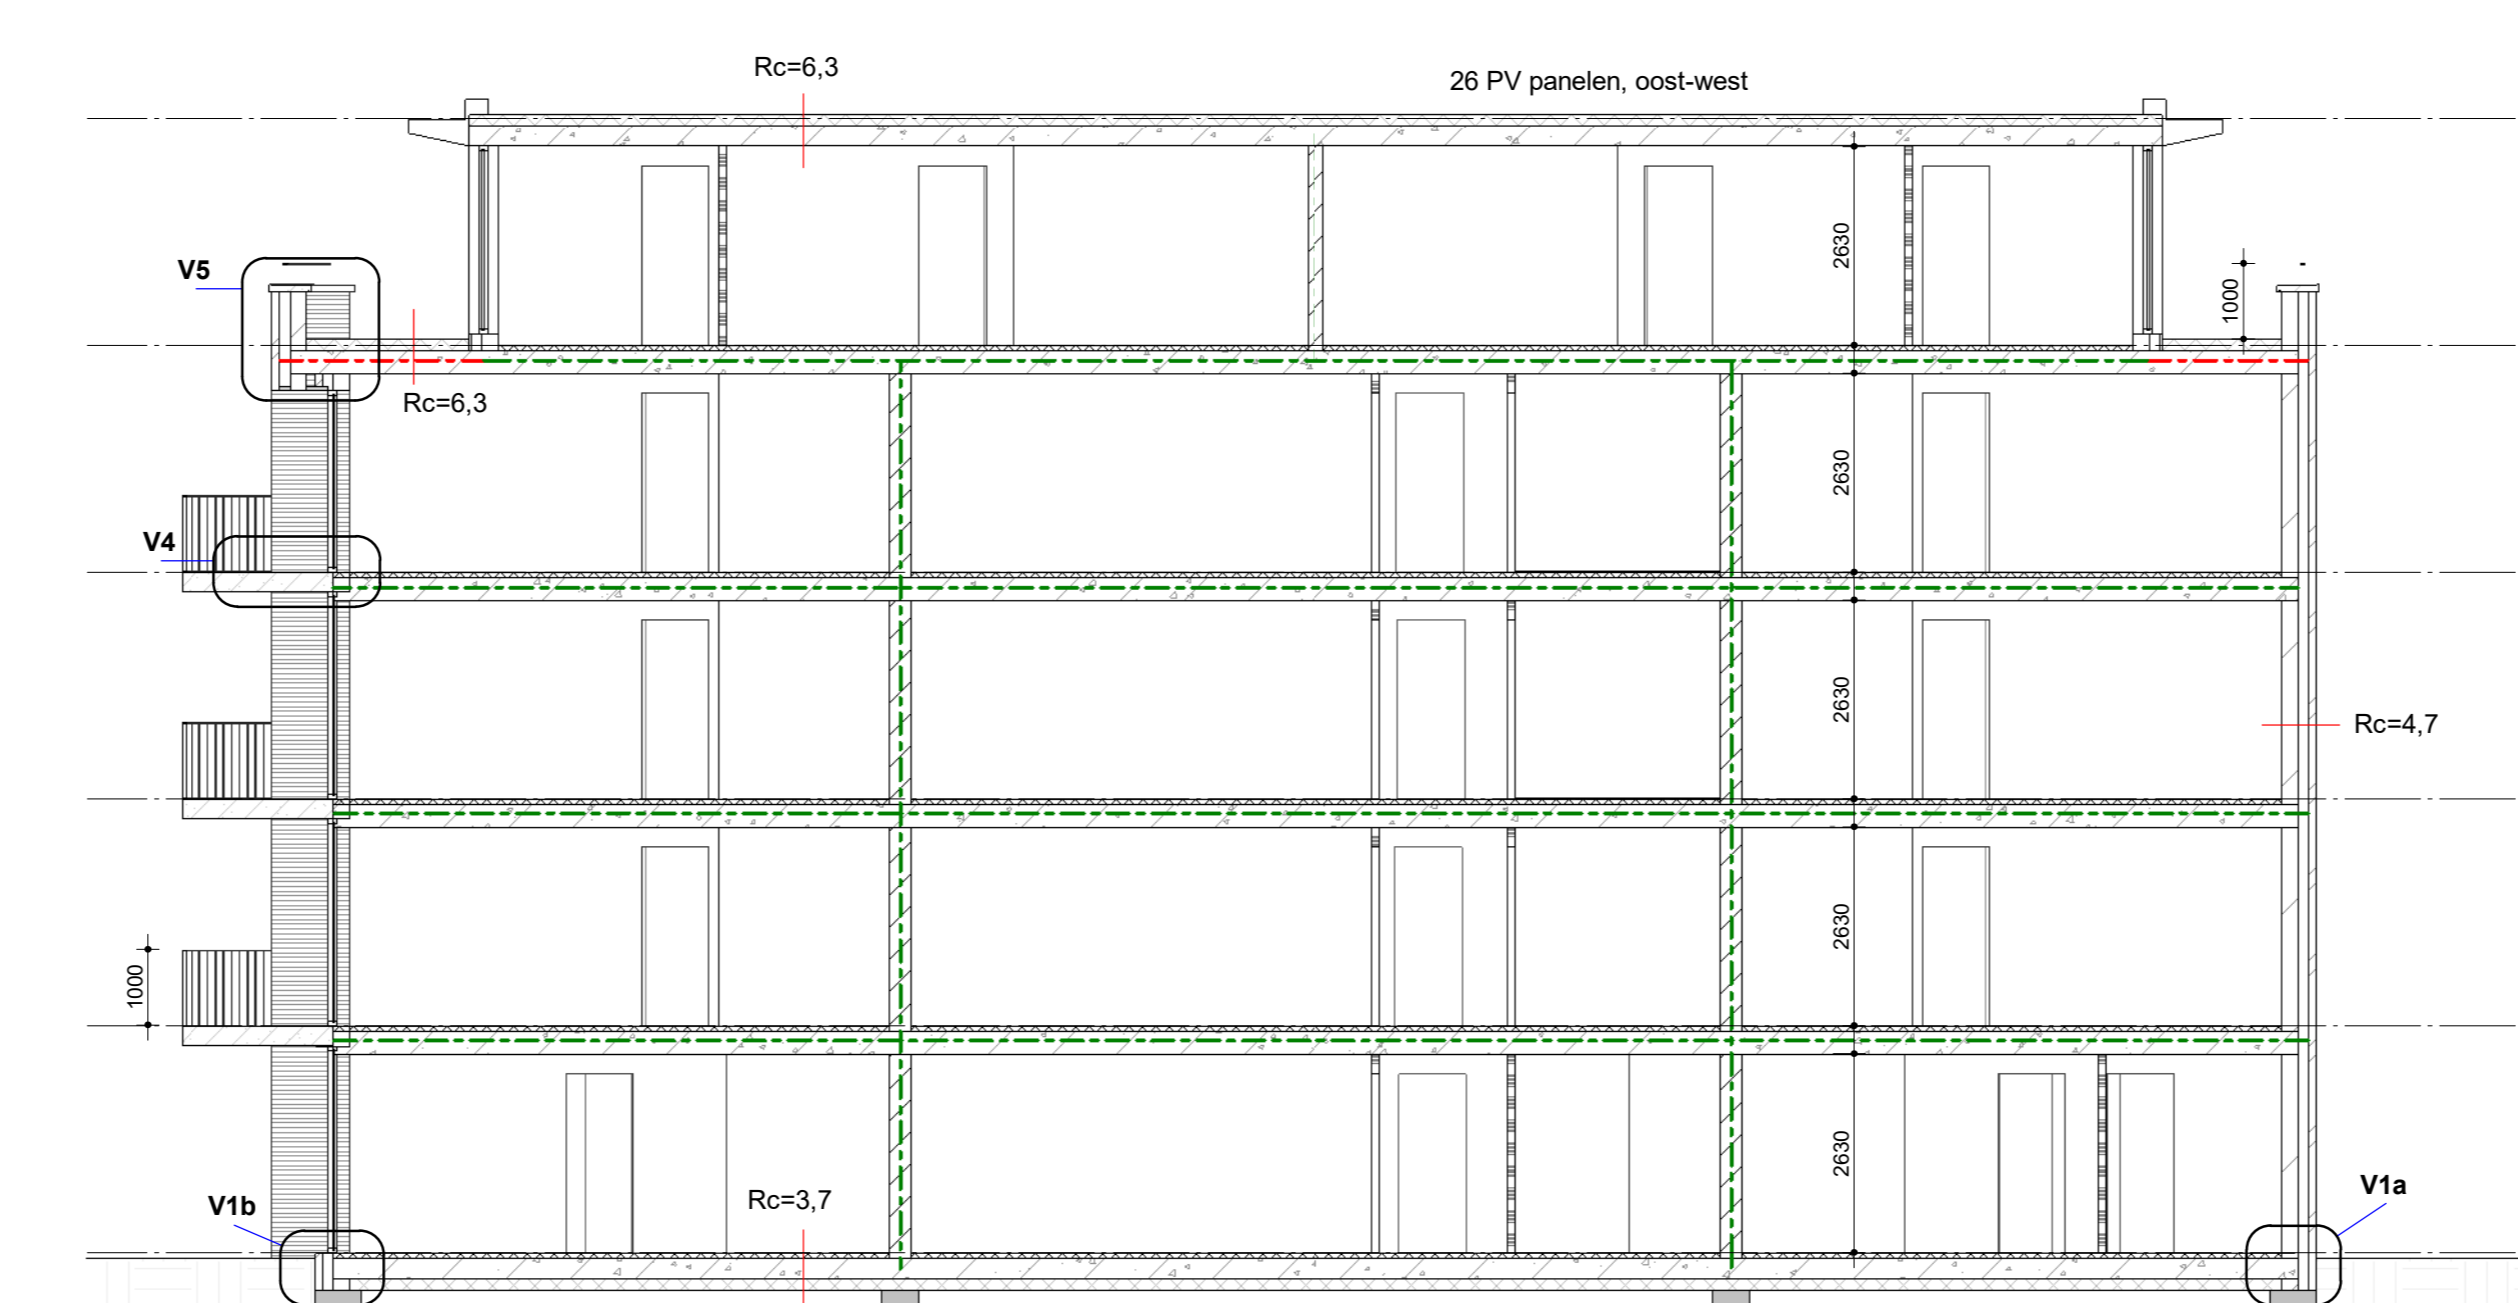 Rc=6,3
26 PV panelen, oost-west
2630
V5
1000
Rc=6,3
2630
V4
2630
Rc=4,7
2630
1000
2630
V1b
Rc=3,7
V1a